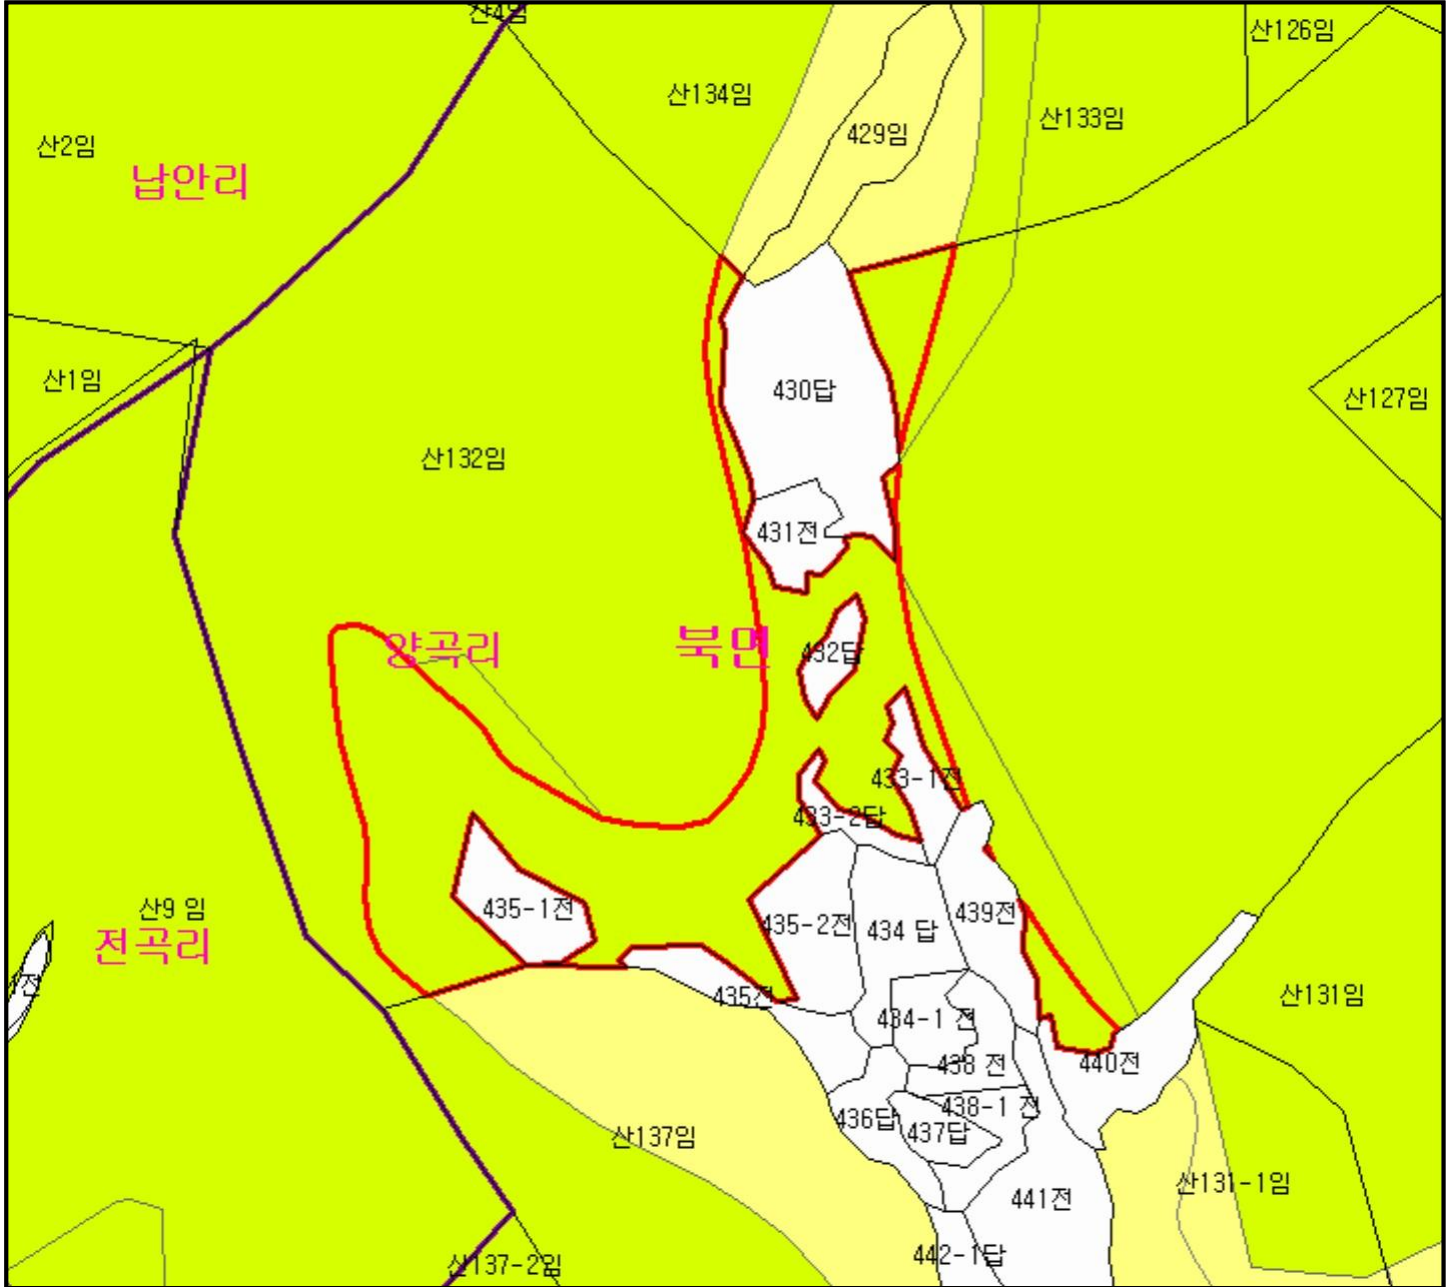 산4임
산126임
산134임
산133임
429임
산2임
납안리
산1임
430답
산127임
산132임
431전
양곡리
북면
432답
433-1전
433-2답
산9 임
435-1전
435-2전
434 답
439전
전곡리
435전
434-1 전
산131임
438 전
440전
438-1 전
436답
437답
산137임
산131-1임
441전
442-1답
산137-2임